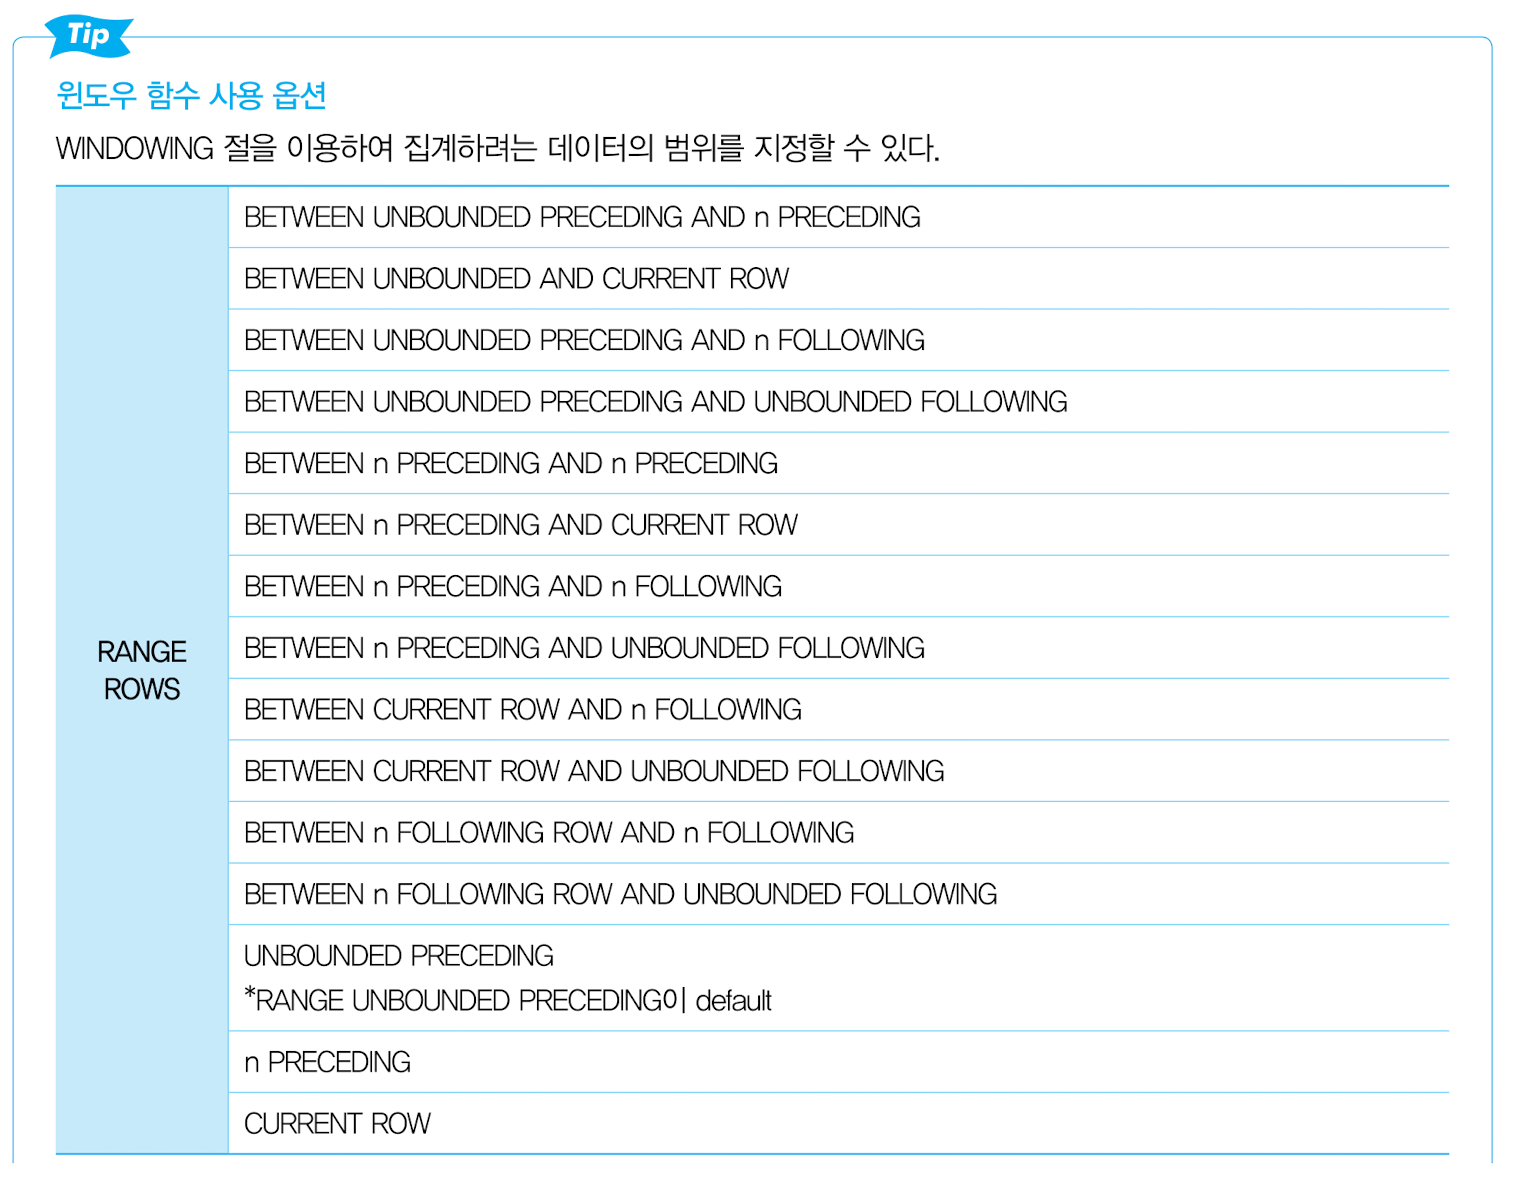 Tip
윈도우 함수 사용 옵션
WINDOWING 절을 이용하여 집계하려는 데이터의 범위를 지정할 수 있다.
RANGE
ROWS
BETWEEN UNBOUNDED PRECEDING AND n PRECEDING
BETWEEN UNBOUNDED AND CURRENT ROW
BETWEEN UNBOUNDED PRECEDING AND n FOLLOWING
BETWEEN UNBOUNDED PRECEDING AND UNBOUNDED FOLLOWING
BETWEEN n PRECEDING AND n PRECEDING
BETWEEN n PRECEDING AND CURRENT ROW
BETWEEN n PRECEDING AND n FOLLOWING
BETWEEN n PRECEDING AND UNBOUNDED FOLLOWING
BETWEEN CURRENT ROW AND n FOLLOWING
BETWEEN CURRENT ROW AND UNBOUNDED FOLLOWING
BETWEEN n FOLLOWING ROW AND n FOLLOWING
BETWEEN n FOLLOWING ROW AND UNBOUNDED FOLLOWING
UNBOUNDED PRECEDING
*RANGE UNBOUNDED PRECEDING이 default
n PRECEDING
CURRENT ROW